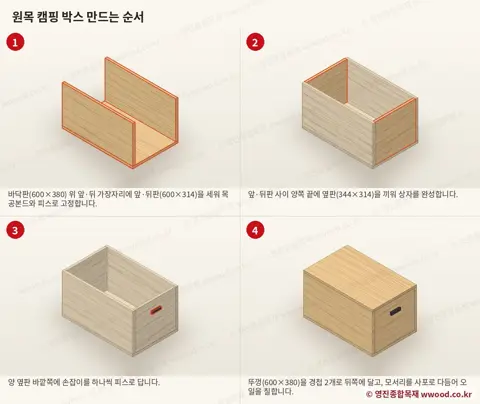 원목 캠핑 박스 만드는 순서
1
2
바닥판(600×380) 위 앞·뒤 가장자리에 앞·뒤판(600×314)을 세워 목
공본드와 피스로 고정합니다.
앞·뒤판 사이 양쪽 끝에 옆판(344×314)을 끼워 상자를 완성합니다.
3
4
양 옆판 바깥쪽에 손잡이를 하나씩 피스로 답니다.
뚜껑(600×380)을 경첩 2개로 뒤쪽에 달고, 모서리를 사포로 다듬어 오
일을 칠합니다.
© 영진종합목재 wwood.co.kr